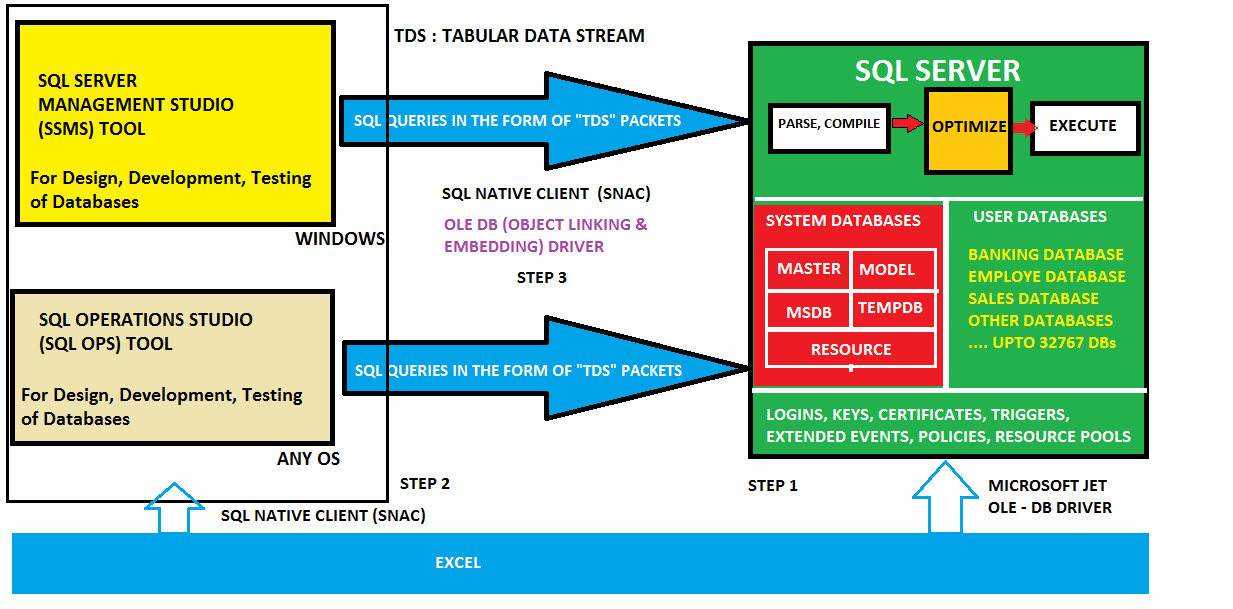 TDS : TABULAR DATA STREAM
SQL SERVER
MANAGEMENT STUDIO
(SSMS) TOOL
For Design, Development, Testing
of Databases
WINDOWS
SQL OPERATIONS STUDIO
(SQL OPS) TOOL
For Design, Development, Testing
of Databases
ANY OS
SQL QUERIES IN THE FORM OF "TDS" PACKETS
SQL NATIVE CLIENT (SNAC)
OLE DB (OBJECT LINKING &
EMBEDDING) DRIVER
STEP 3
SQL QUERIES IN THE FORM OF "TDS" PACKETS
STEP 2
SQL SERVER
PARSE, COMPILE
OPTIMIZE
EXECUTE
SYSTEM DATABASES
MASTER
MODEL
MSDB
TEMPDB
RESOURCE
USER DATABASES
BANKING DATABASE
EMPLOYE DATABASE
SALES DATABASE
OTHER DATABASES
.... UPTO 32767 DBs
LOGINS, KEYS, CERTIFICATES, TRIGGERS,
EXTENDED EVENTS, POLICIES, RESOURCE POOLS
STEP 1
MICROSOFT JET
OLE - DB DRIVER
SQL NATIVE CLIENT (SNAC)
EXCEL